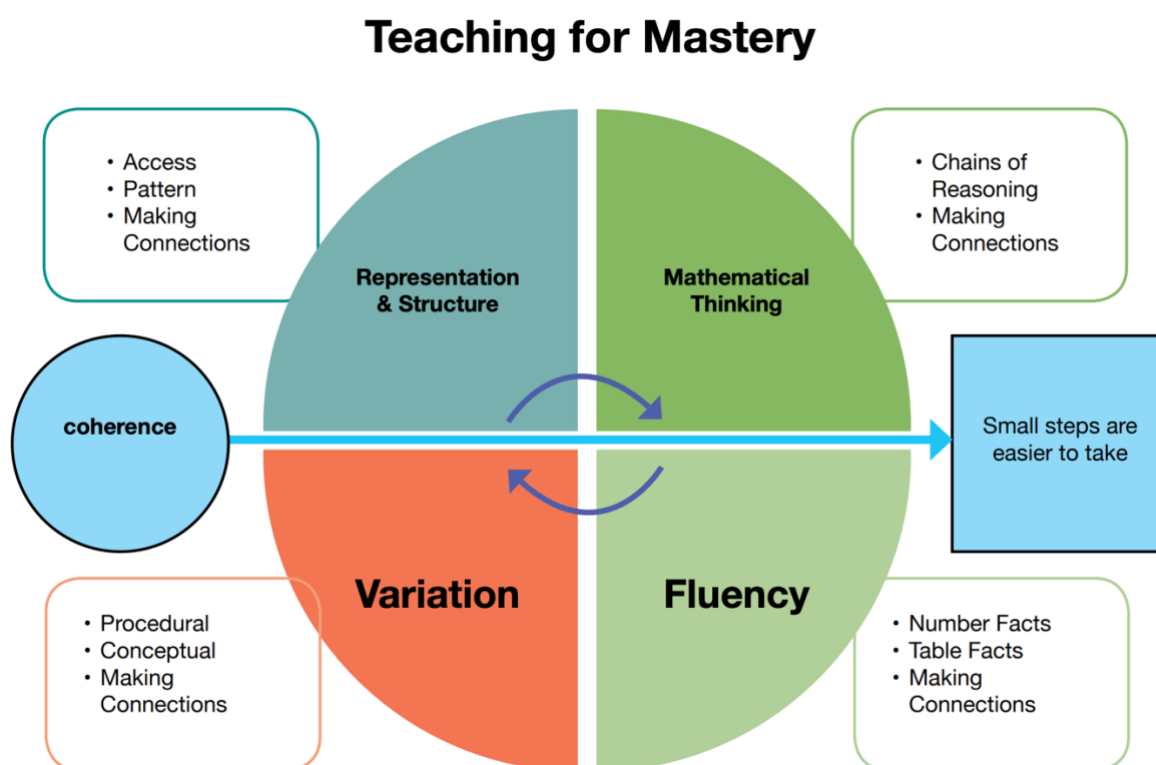 Teaching for Mastery
• Access
• Pattern
• Making
Connections
Representation
& Structure
Mathematical
Thinking
• Chains of
Reasoning
• Making
Connections
coherence
Small steps are
easier to take
• Procedural
• Conceptual
• Making
Connections
Variation
Fluency
• Number Facts
• Table Facts
• Making
Connections